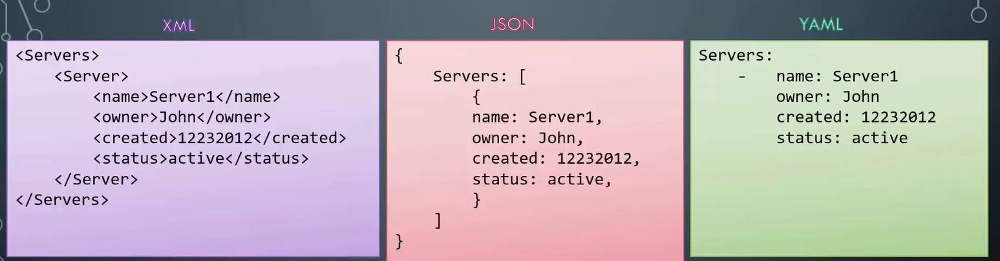 XML
<Servers>
<Server>
<name>Server1</name>
<owner>John</owner>
<created>12232012</created>
<status>active</status>
</Server>
</Servers>
JSON
{
Servers: [
{
name: Server1,
owner: John,
created: 12232012,
status: active,
}
]
}
YAML
Servers:
- name: Server1
owner: John
created: 12232012
status: active